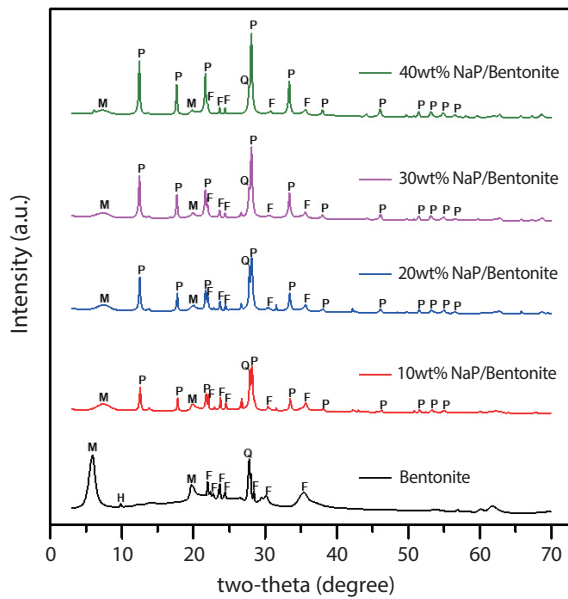 M P P M P F F F Q P F P F P P P P P P
40wt% NaP/Bentonite
M P P M P F F F Q P F P F P P P P P
30wt% NaP/Bentonite
M P P M P F F F Q P F P F P P P P P P
20wt% NaP/Bentonite
M P P M P F F F Q P F P F P P P P P
10wt% NaP/Bentonite
M H M F F F F Q F F F
Bentonite
Intensity (a.u.)
0 10 20 30 40 50 60 70
two-theta (degree)